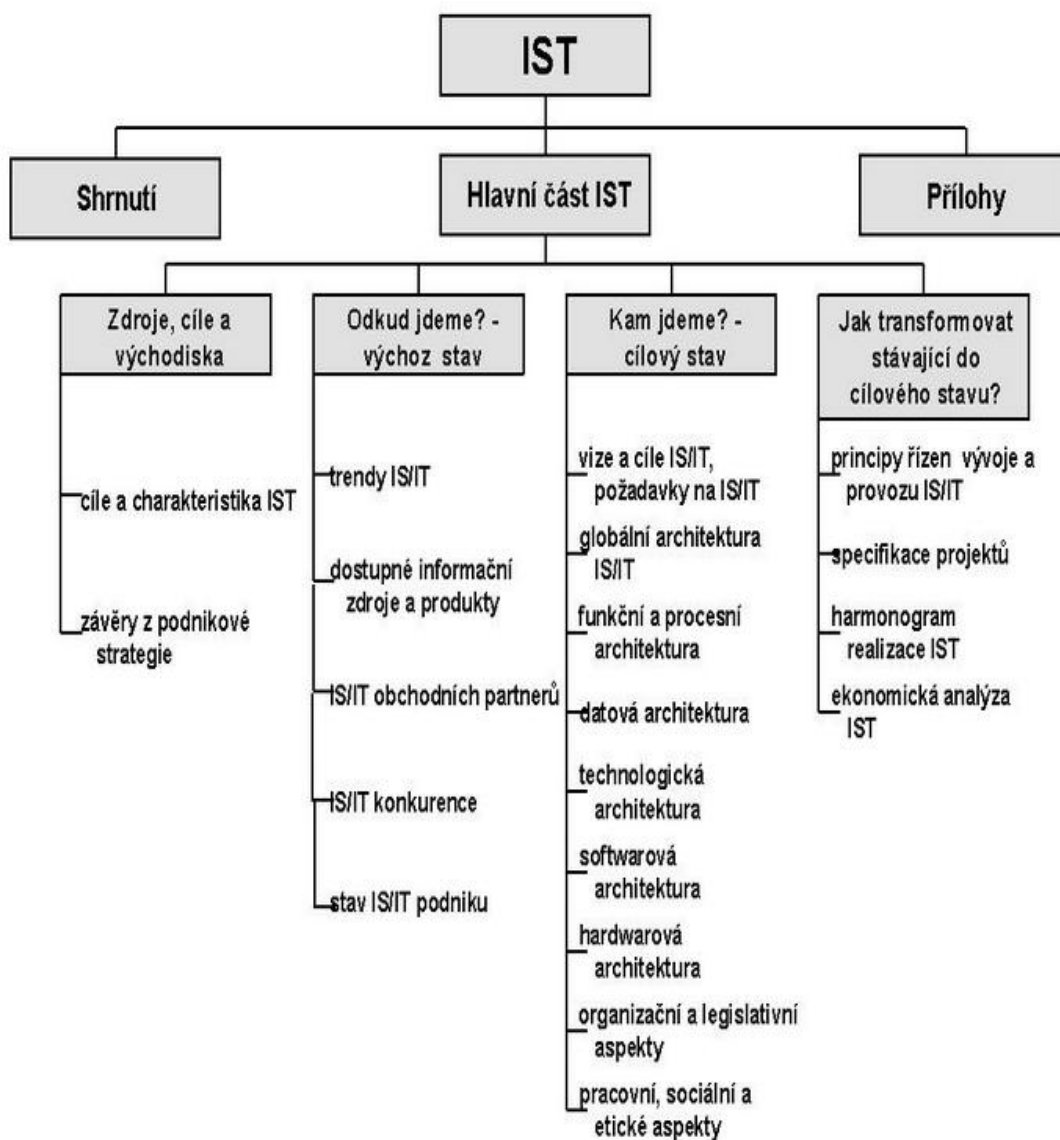 IST
Shrnutí
Hlavní část IST
Přílohy
Zdroje, cíle a
východiska
cíle a charakteristika IST
závěry z podnikové
strategie
Odkud jdeme? -
výchoz stav
trendy IS/IT
dostupné informační
zdroje a produkty
IS/IT obchodních partnerů
IS/IT konkurence
stav IS/IT podniku
Kam jdeme? -
cílový stav
vize a cíle IS/IT,
požadavky na IS/IT
globální architektura
IS/IT
funkční a procesní
architektura
datová architektura
technologická
architektura
softwarová
architektura
hardwarová
architektura
organizační a legislativní
aspekty
pracovní, sociální a
etické aspekty
Jak transformovat
stávající do
cílového stavu?
principy řízen vývoje a
provozu IS/IT
specifikace projektů
harmonogram
realizace IST
ekonomická analýza
IST